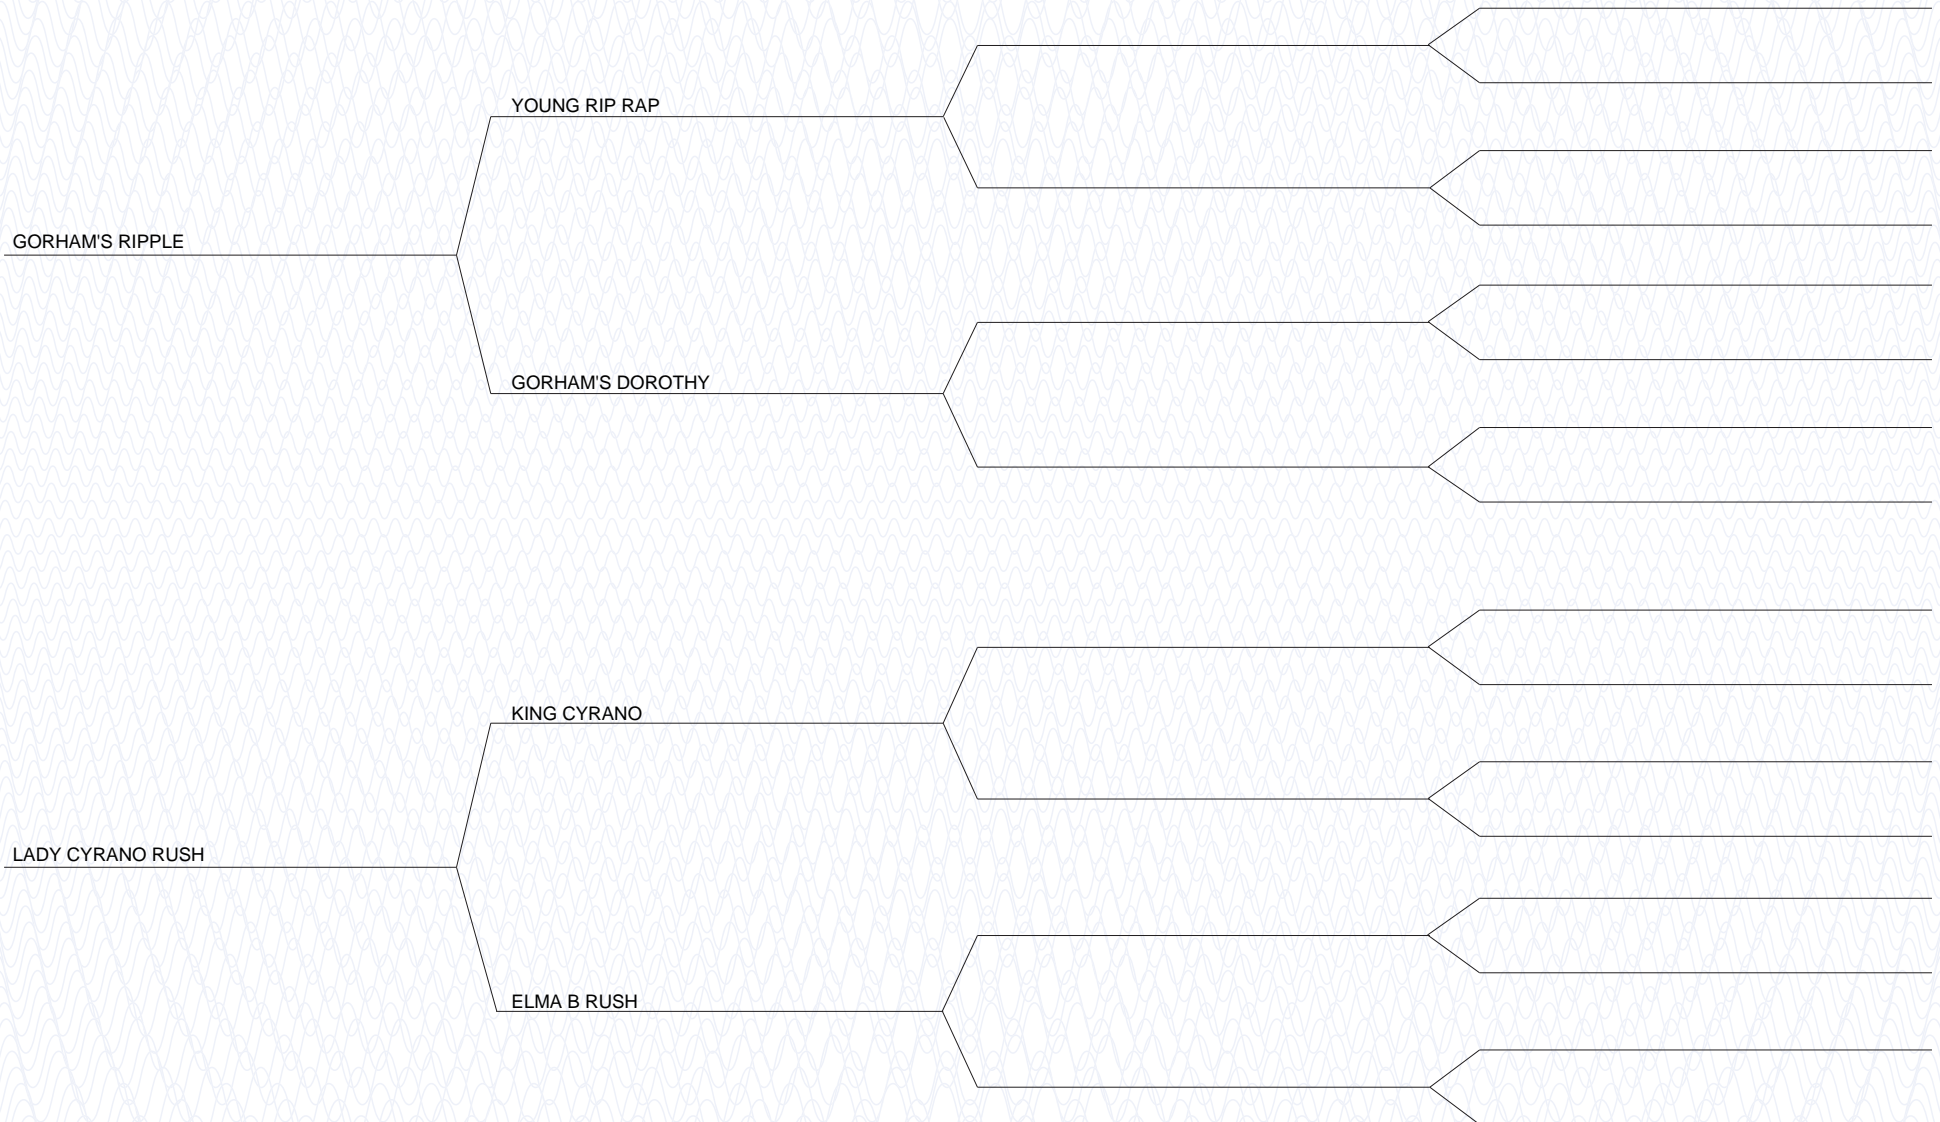 YOUNG RIP RAP
GORHAM'S RIPPLE
GORHAM'S DOROTHY
KING CYRANO
LADY CYRANO RUSH
ELMA B RUSH